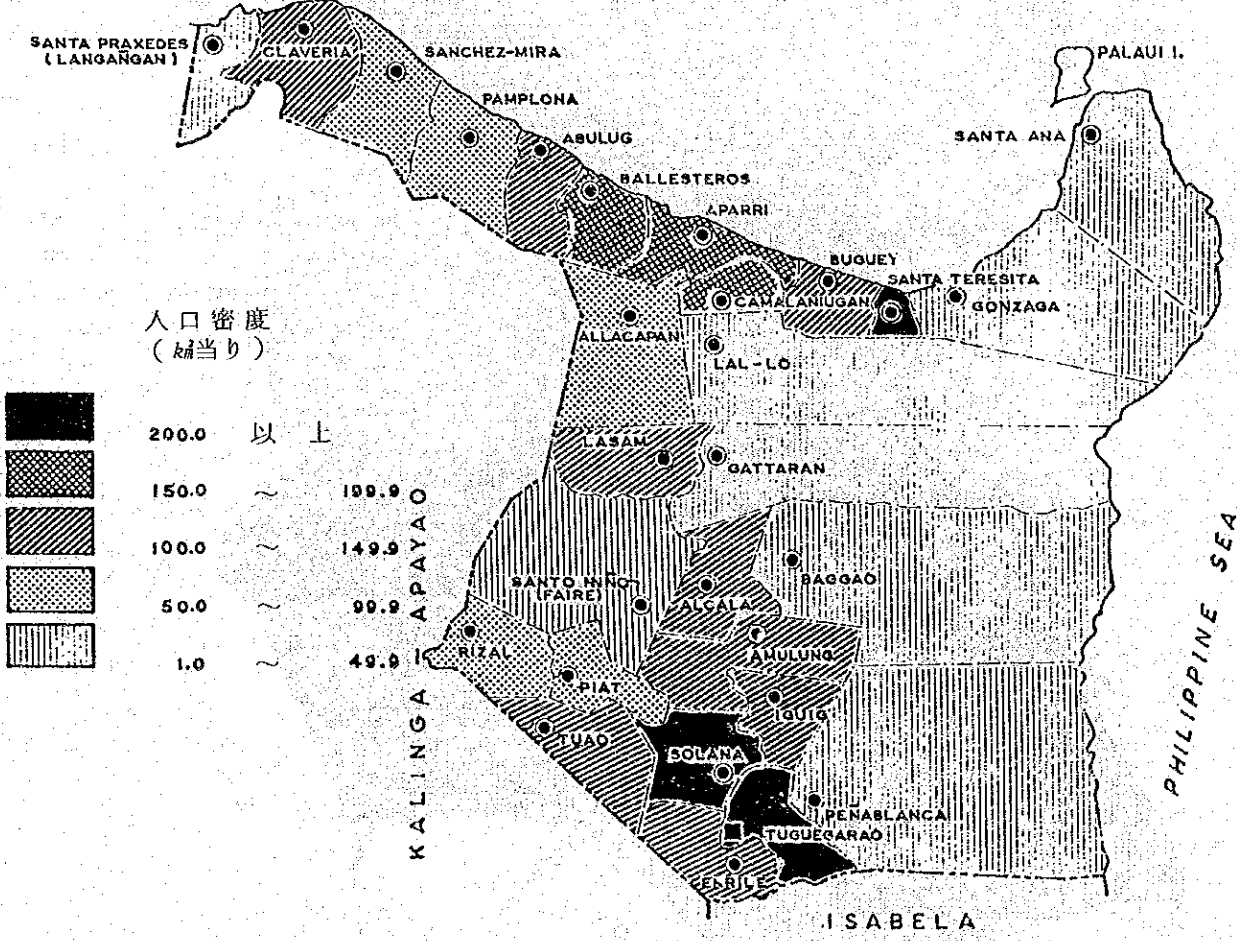 SANTA PRAXEDES
(LANGAÑGAN)
CLAVERIA
SANCHEZ-MIRA
PAMPLONA
ABULUG
BALLESTEROS
APARRI
BUGUEY
SANTA TERESITA
GONZAGA
SANTA ANA
PALAUI I.
CAMALANIUGAN
ALLACAPAN
LAL-LO
LASAM
GATTARAN
BAGGAO
SANTO NIÑO
(FAIRE)
ALCALA
AMULUNG
RIZAL
PIAT
IGUIG
TUAO
SOLANA
PEÑABLANCA
TUGUEGARAO
ENRILE
人口密度
(km²当り)
200.0 以上
150.0 ~ 199.9
100.0 ~ 149.9
50.0 ~ 99.9
1.0 ~ 49.9
KALINGA - APAYAO
PHILIPPINE SEA
ISABELA